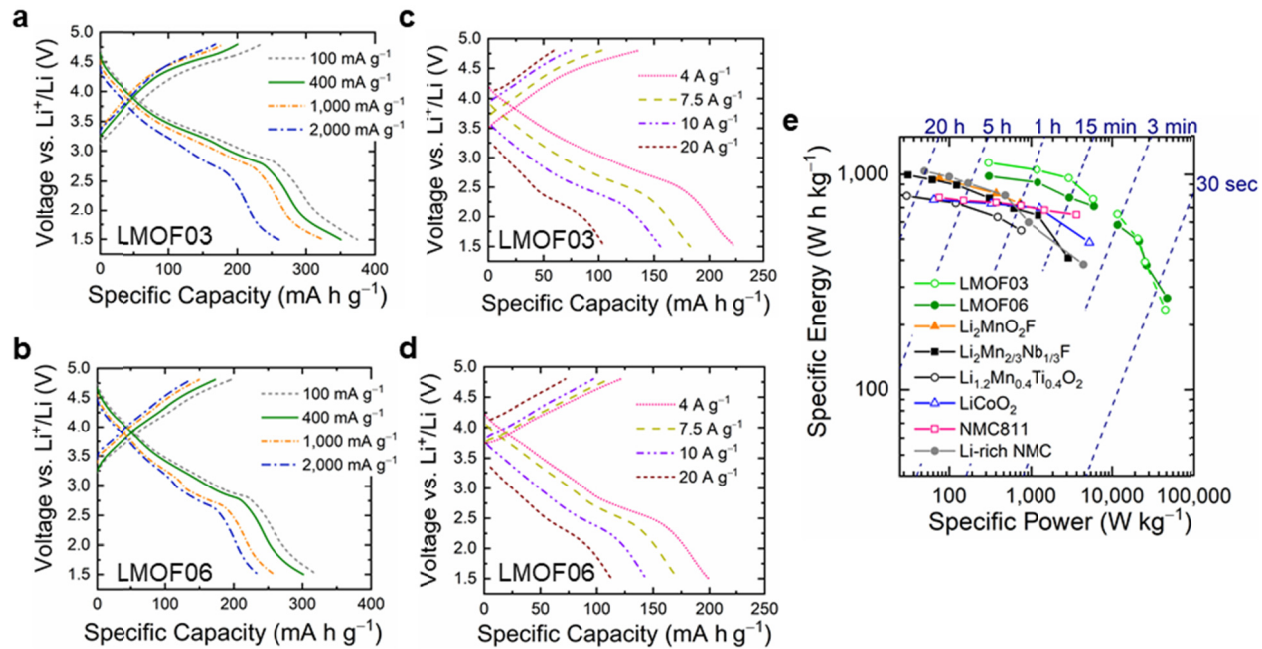 a
Voltage vs. Li⁺/Li (V)
5.0
4.5
4.0
3.5
3.0
2.5
2.0
1.5
100 mA g⁻¹
400 mA g⁻¹
1,000 mA g⁻¹
2,000 mA g⁻¹
LMOF03
0 100 200 300 400
Specific Capacity (mA h g⁻¹)
b
Voltage vs. Li⁺/Li (V)
5.0
4.5
4.0
3.5
3.0
2.5
2.0
1.5
100 mA g⁻¹
400 mA g⁻¹
1,000 mA g⁻¹
2,000 mA g⁻¹
LMOF06
0 100 200 300 400
Specific Capacity (mA h g⁻¹)
c
Voltage vs. Li⁺/Li (V)
5.0
4.5
4.0
3.5
3.0
2.5
2.0
1.5
4 A g⁻¹
7.5 A g⁻¹
10 A g⁻¹
20 A g⁻¹
LMOF03
0 50 100 150 200 250
Specific Capacity (mA h g⁻¹)
d
Voltage vs. Li⁺/Li (V)
5.0
4.5
4.0
3.5
3.0
2.5
2.0
1.5
4 A g⁻¹
7.5 A g⁻¹
10 A g⁻¹
20 A g⁻¹
LMOF06
0 50 100 150 200 250
Specific Capacity (mA h g⁻¹)
e
20 h 5 h 1 h 15 min 3 min
30 sec
Specific Energy (W h kg⁻¹)
1,000
100
LMOF03
LMOF06
Li₂MnO₂F
Li₂Mn₂/₃Nb₁/₃F
Li₁.₂Mn₀.₄Ti₀.₄O₂
LiCoO₂
NMC811
Li-rich NMC
100 1,000 10,000 100,000
Specific Power (W kg⁻¹)